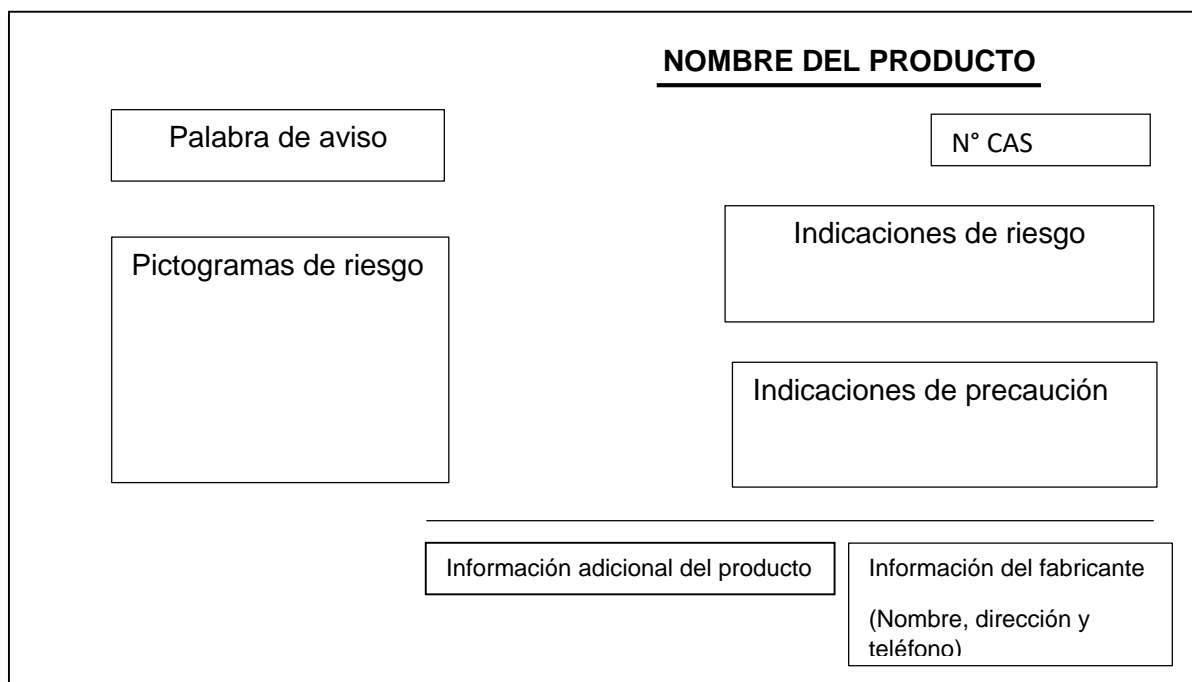 NOMBRE DEL PRODUCTO
Palabra de aviso
N° CAS
Pictogramas de riesgo
Indicaciones de riesgo
Indicaciones de precaución
Información adicional del producto
Información del fabricante
(Nombre, dirección y
teléfono)